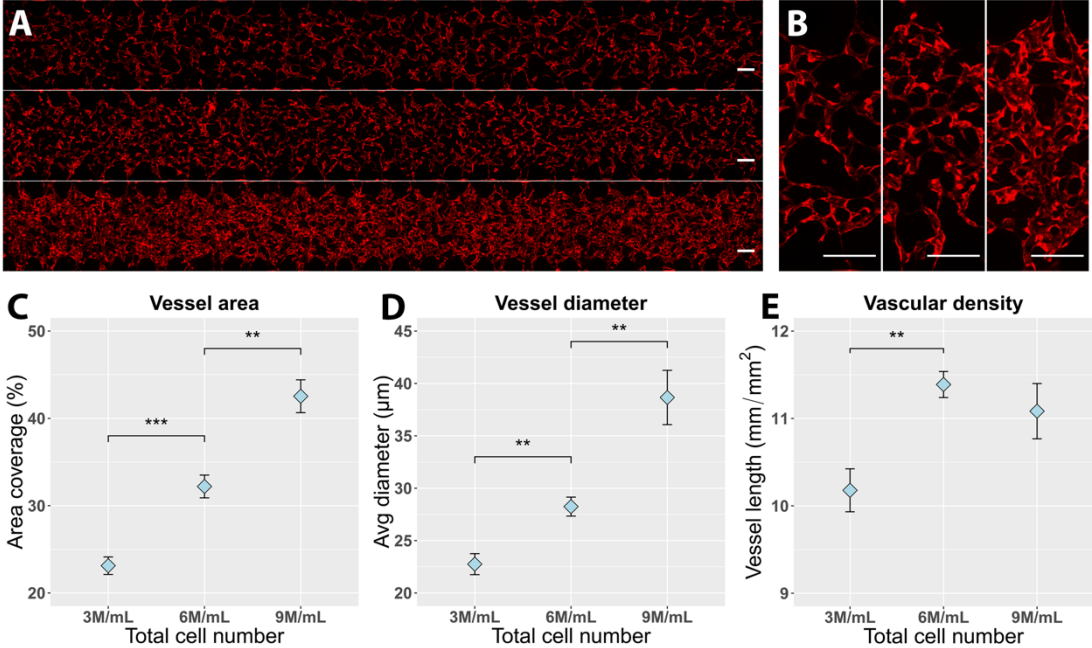 A
B
C
Vessel area
50
40
30
20
Area coverage (%)
***
**
3M/mL
6M/mL
9M/mL
Total cell number
D
Vessel diameter
45
40
35
30
25
20
Avg diameter (µm)
**
**
3M/mL
6M/mL
9M/mL
Total cell number
E
Vascular density
12
11
10
9
Vessel length (mm/mm²)
**
3M/mL
6M/mL
9M/mL
Total cell number